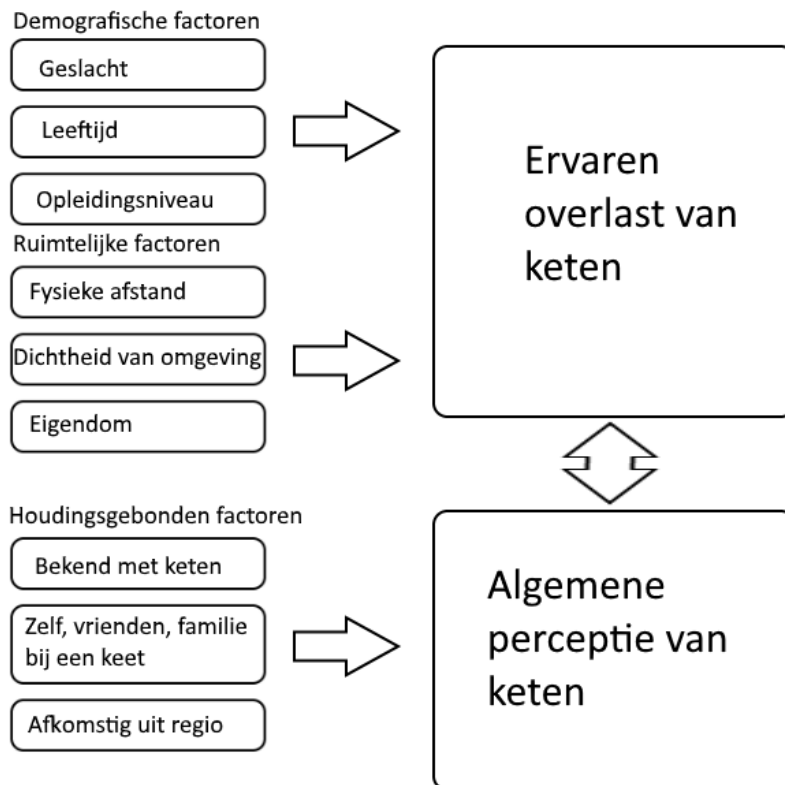 Demografische factoren
Geslacht
Leeftijd
Opleidingsniveau
Ruimtelijke factoren
Fysieke afstand
Dichtheid van omgeving
Eigendom
Houdingsgebonden factoren
Bekend met keten
Zelf, vrienden, familie
bij een keet
Afkomstig uit regio
Ervaren
overlast van
keten
Algemene
perceptie van
keten